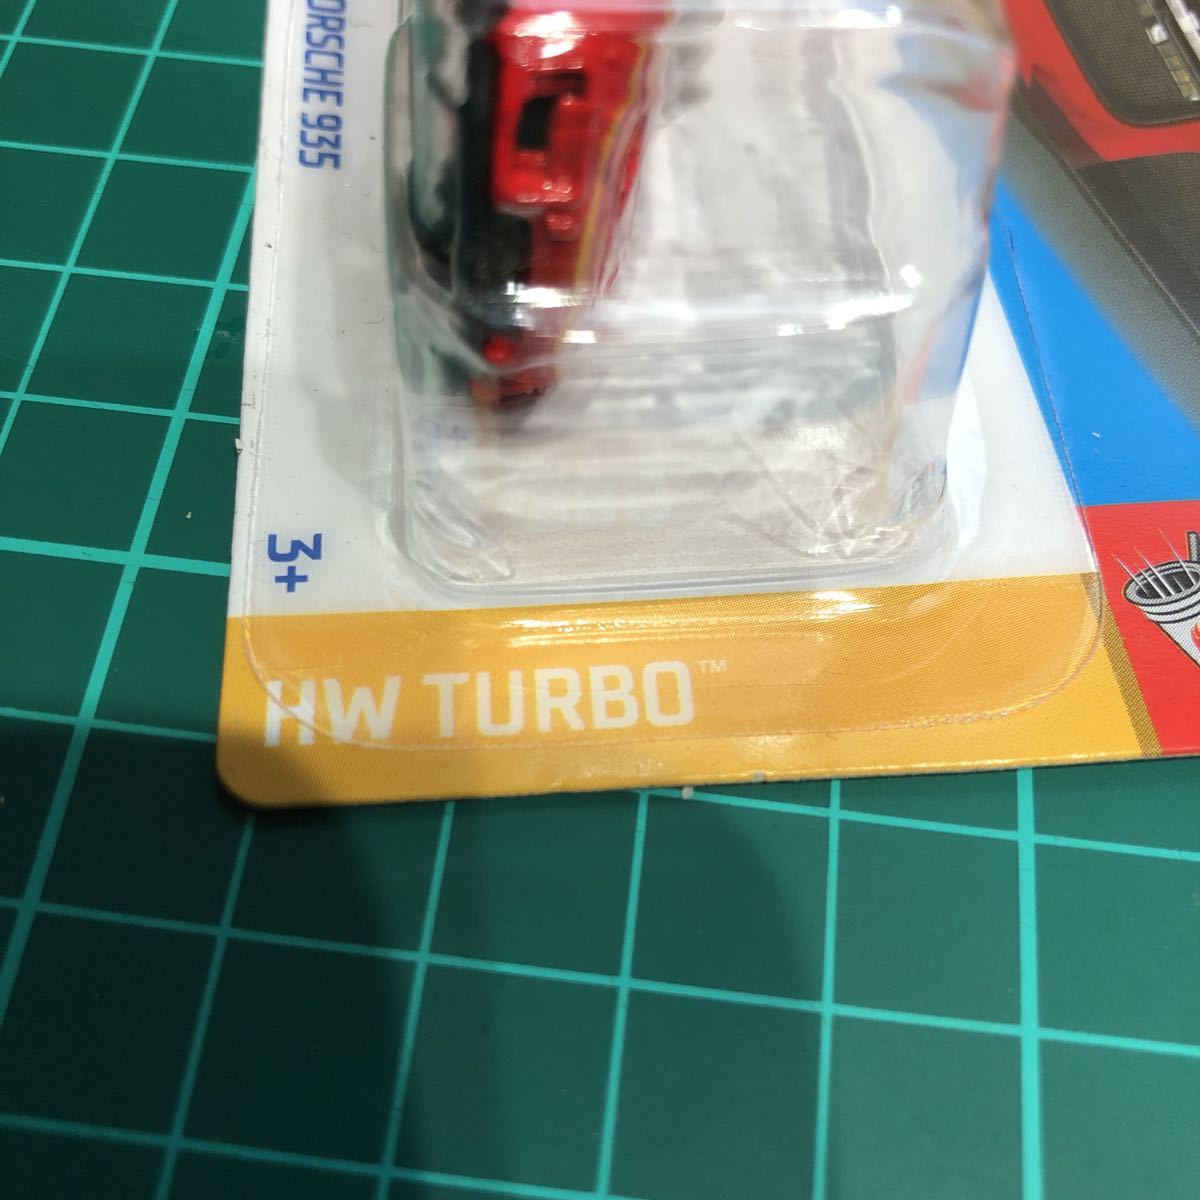 ORSCHE 935
3+
HW TURBO™